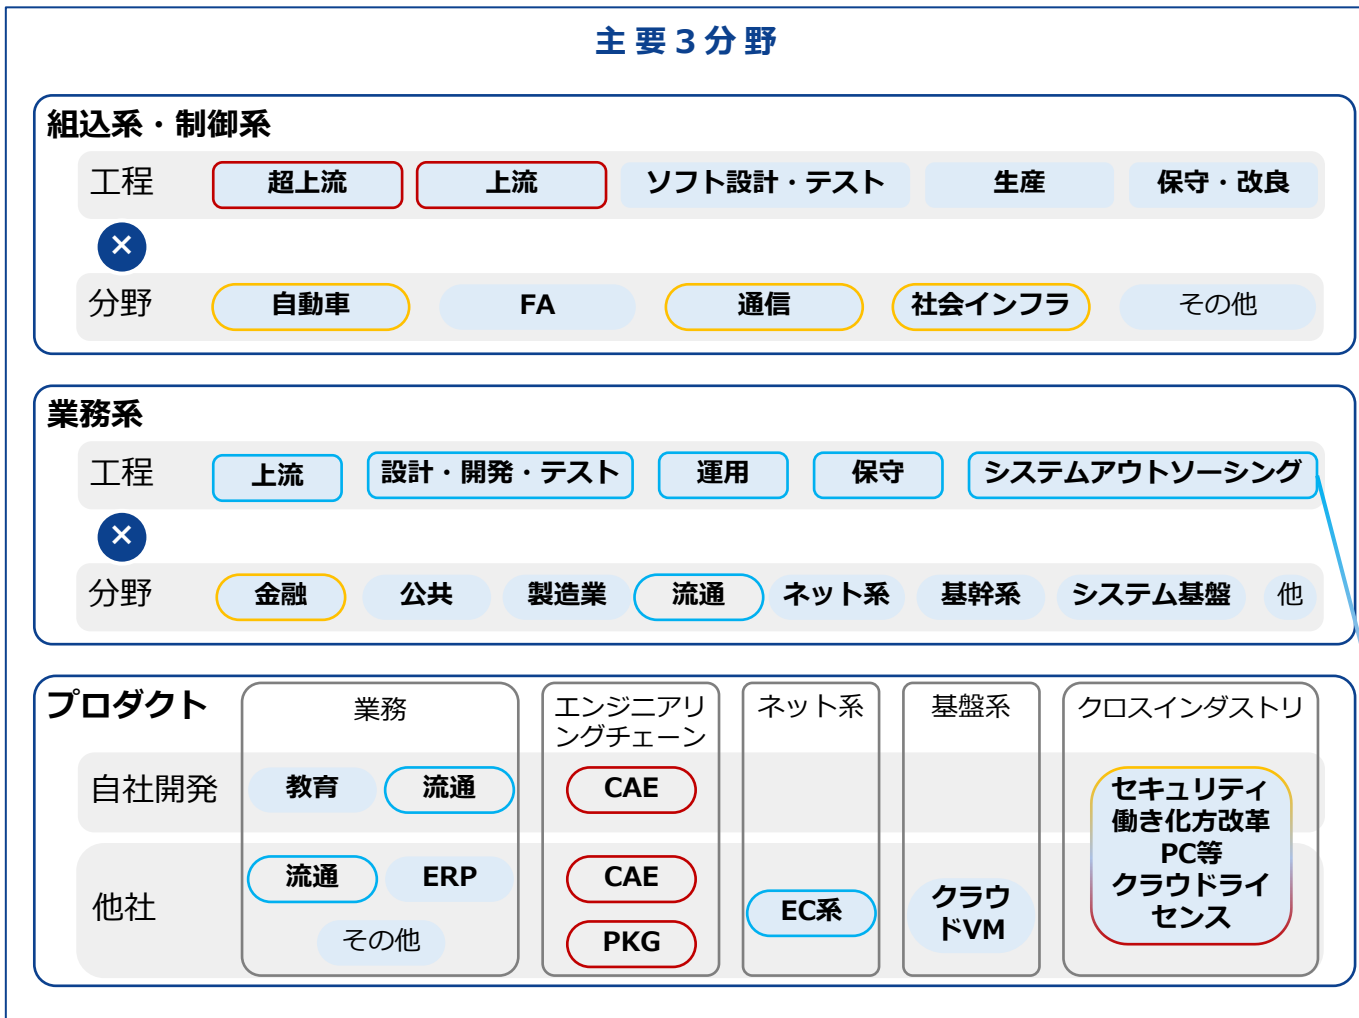 主要3分野
組込系・制御系
工程 超上流 上流 ソフト設計・テスト 生産 保守・改良
×
分野 自動車 FA 通信 社会インフラ その他
業務系
工程 上流 設計・開発・テスト 運用 保守 システムアウトソーシング
×
分野 金融 公共 製造業 流通 ネット系 基幹系 システム基盤 他
プロダクト
業務
エンジニアリ
ングチェーン
ネット系
基盤系
クロスインダストリ
自社開発 教育 流通 CAE
他社
流通 ERP
その他
CAE
PKG
EC系
クラウ
ドVM
セキュリティ
働き化方改革
PC等
クラウドライ
センス